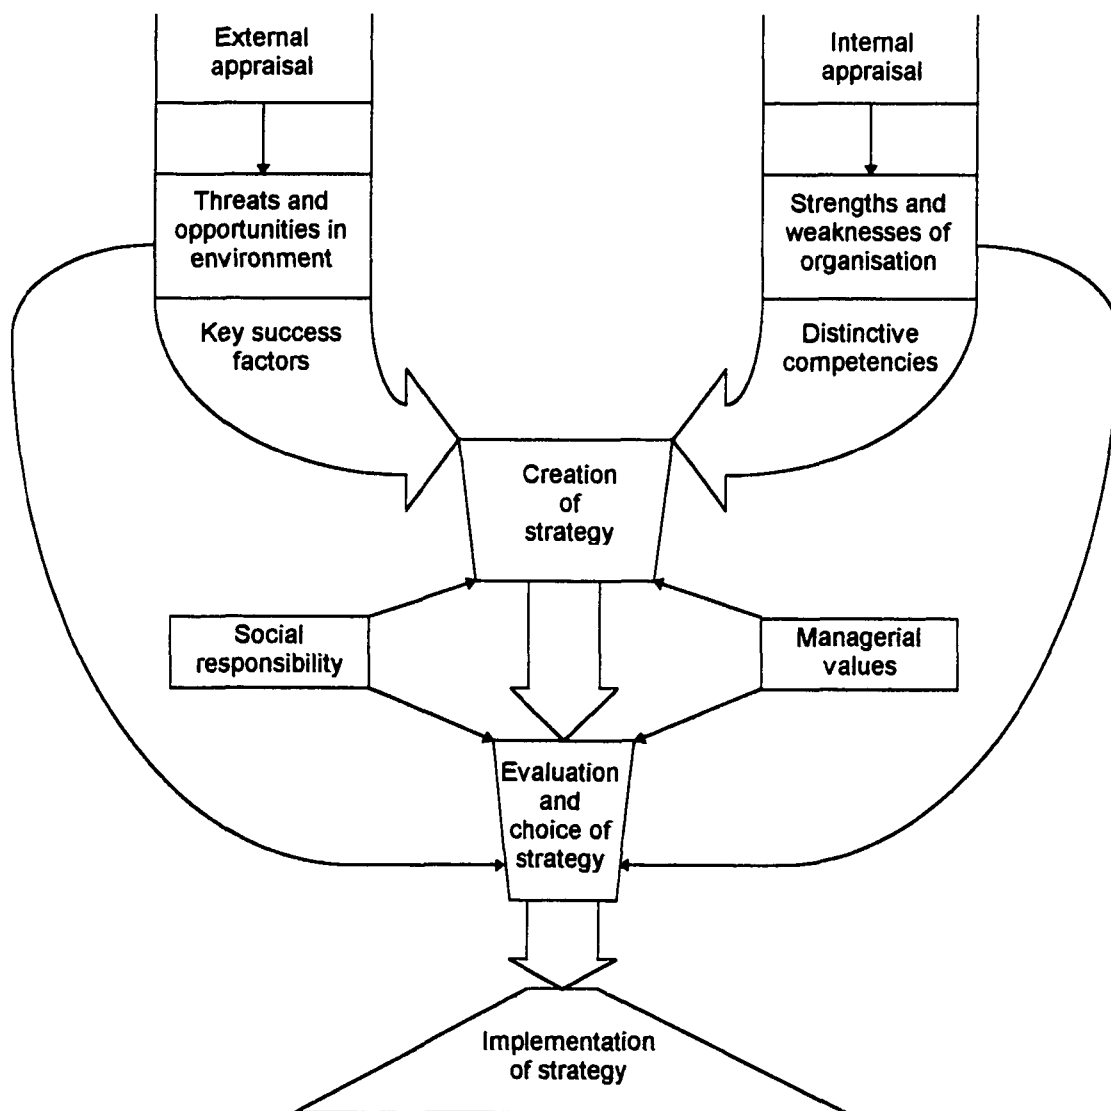 External
appraisal
Internal
appraisal
Threats and
opportunities in
environment
Strengths and
weaknesses of
organisation
Key success
factors
Distinctive
competencies
Creation
of
strategy
Social
responsibility
Managerial
values
Evaluation
and
choice of
strategy
Implementation
of strategy